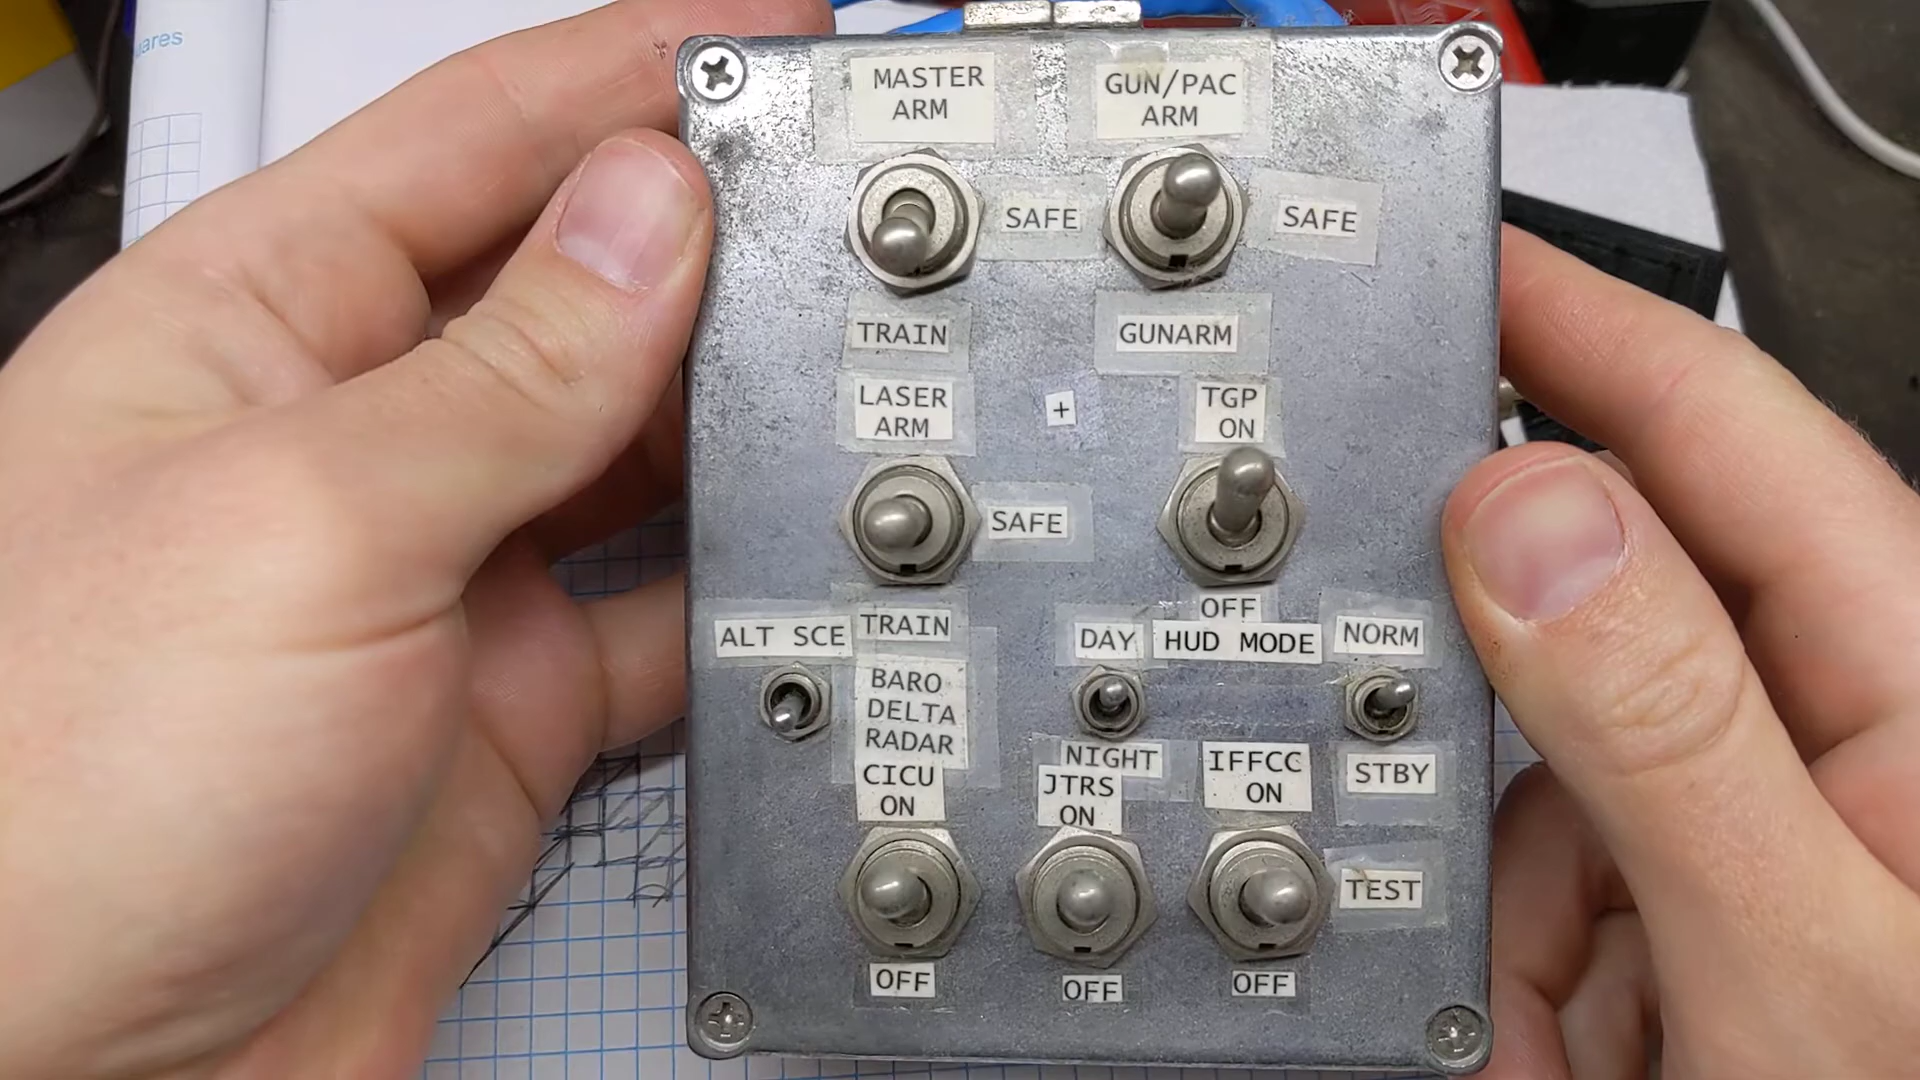 MASTER
ARM
GUN/PAC
ARM
SAFE
SAFE
TRAIN
GUNARM
LASER
ARM
+
TGP
ON
SAFE
OFF
ALT SCE
TRAIN
DAY
HUD MODE
NORM
BARO
DELTA
RADAR
NIGHT
STBY
CICU
ON
JTRS
ON
IFFCC
ON
TEST
OFF
OFF
OFF